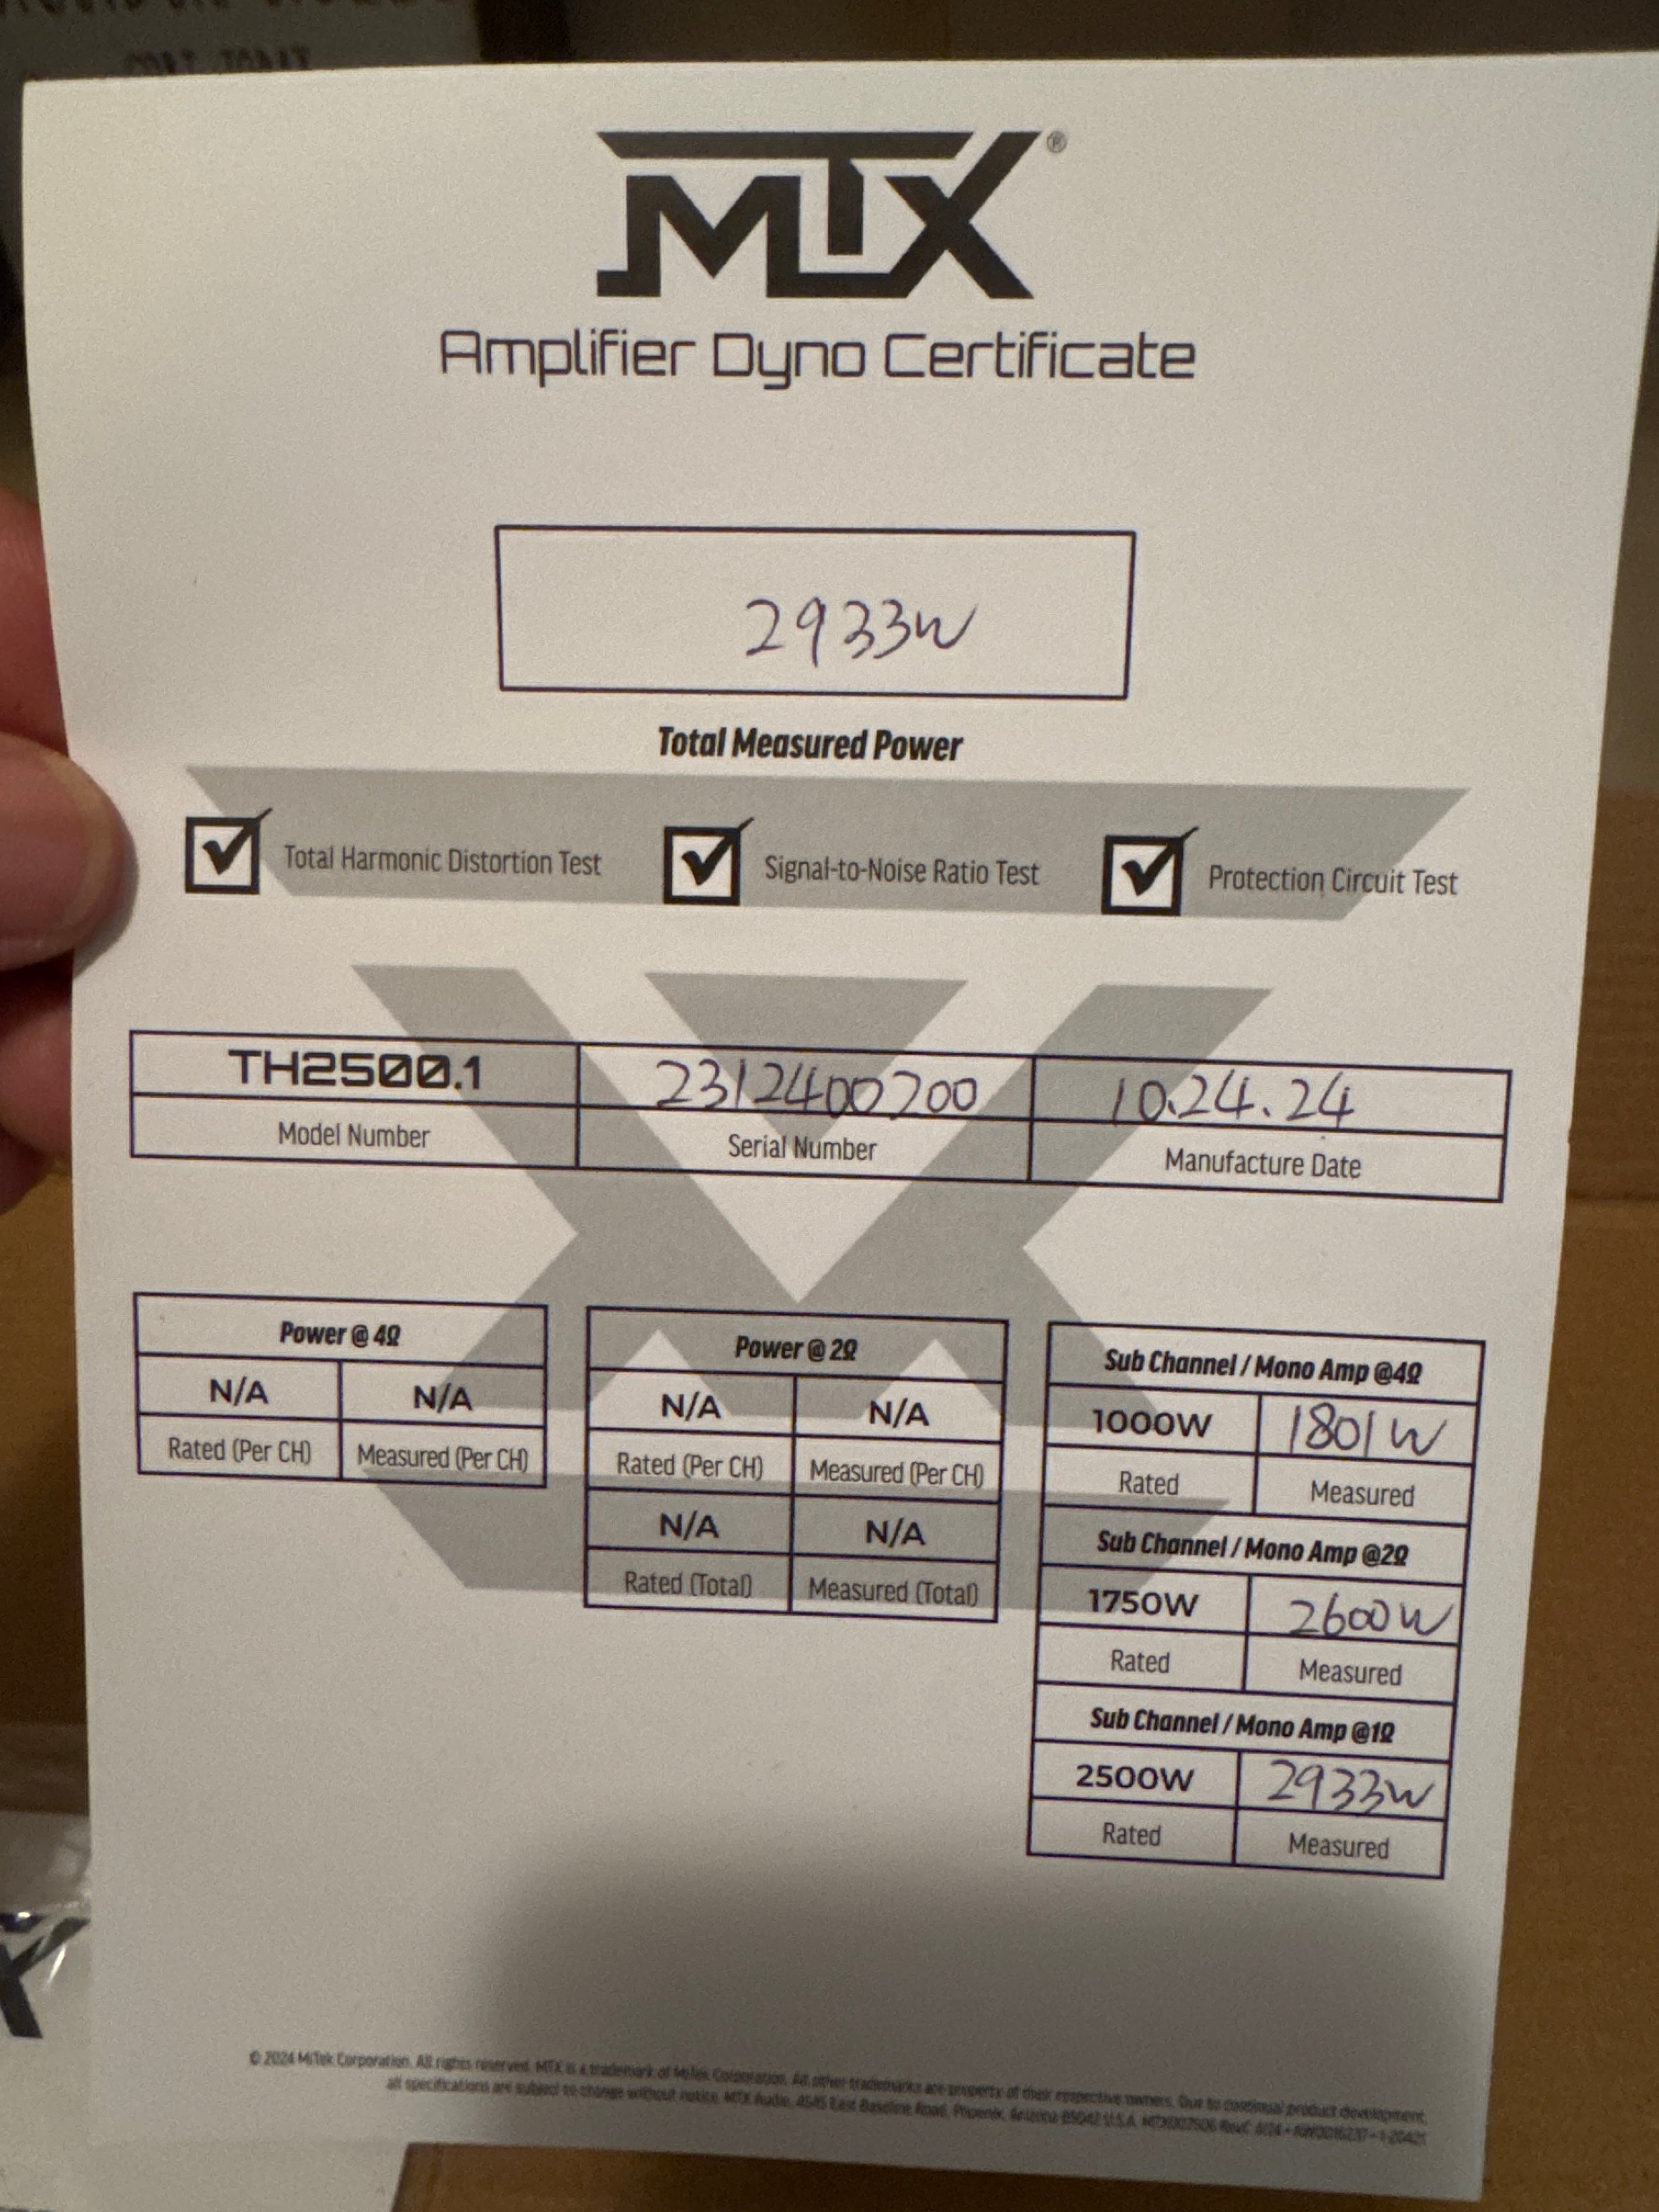 MTX®
Amplifier Dyno Certificate
2933W
Total Measured Power
Total Harmonic Distortion Test
Signal-to-Noise Ratio Test
Protection Circuit Test
TH2500.1 2312400200 10.24.24
Model Number Serial Number Manufacture Date
Power @ 4Ω
N/A N/A
Rated (Per CH) Measured (Per CH)
Power @ 2Ω
N/A N/A
Rated (Per CH) Measured (Per CH)
N/A N/A
Rated (Total) Measured (Total)
Sub Channel / Mono Amp @4Ω
1000W 1801W
Rated Measured
Sub Channel / Mono Amp @2Ω
1750W 2600W
Rated Measured
Sub Channel / Mono Amp @1Ω
2500W 2933W
Rated Measured
© 2024 MiTek Corporation. All rights reserved. MTX is a trademark of MiTek Corporation. All other trademarks are property of their respective owners. Due to continual product development,
all specifications are subject to change without notice. MTX Audio, 4545 East Baseline Road, Phoenix, Arizona 85042 U.S.A.